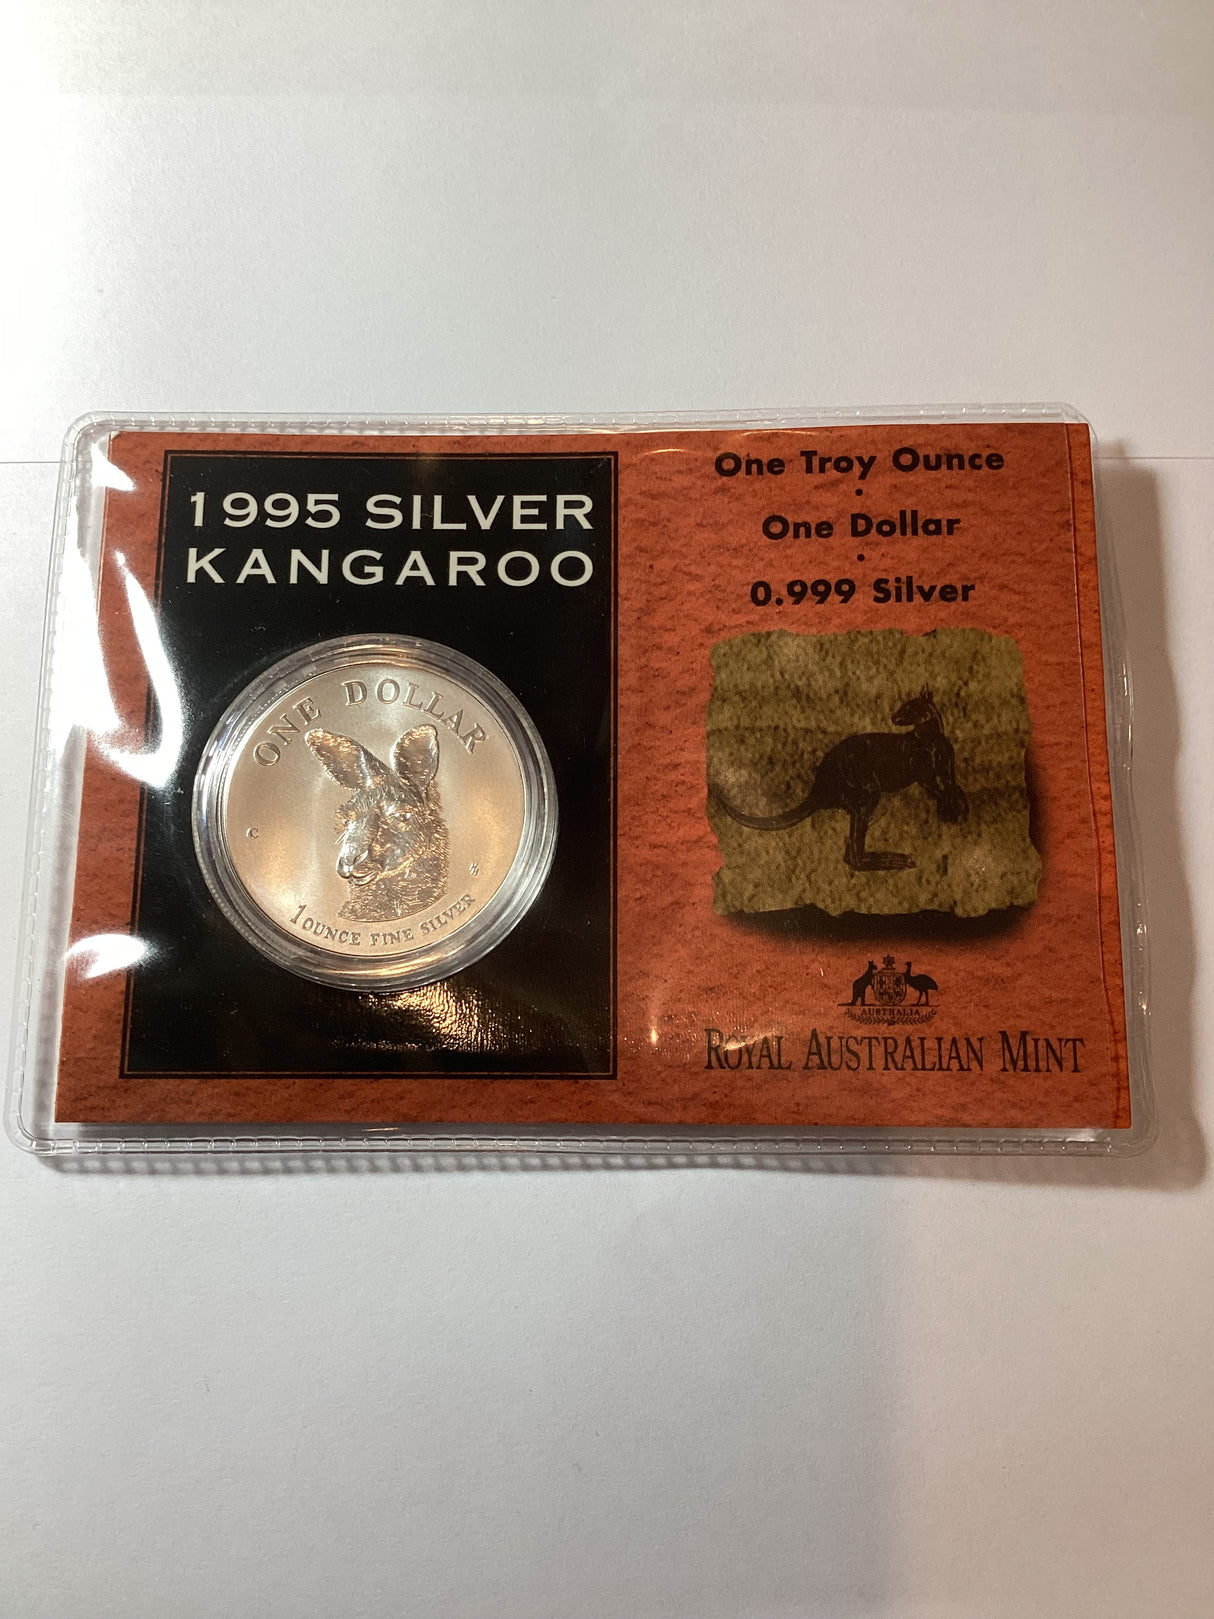 1995 SILVER
KANGAROO
ONE DOLLAR
C
1 OUNCE FINE SILVER
One Troy Ounce
•
One Dollar
•
0.999 Silver
AUSTRALIA
ROYAL AUSTRALIAN MINT